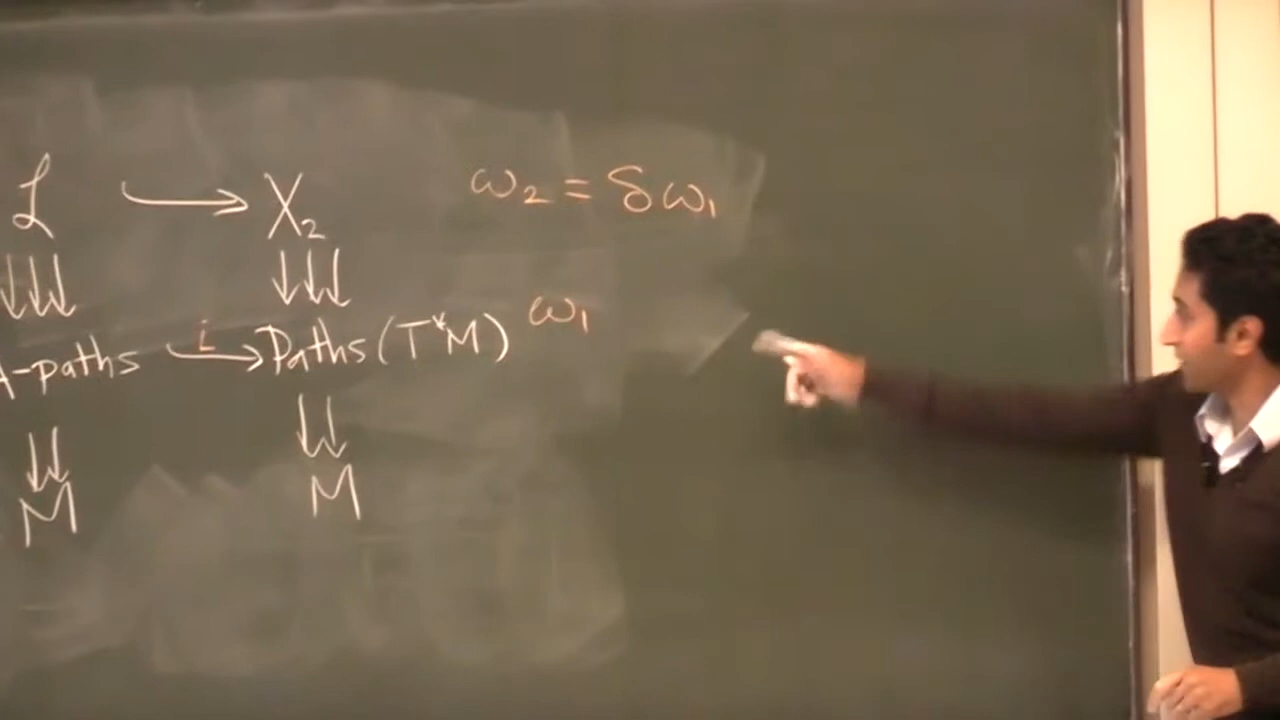 ℒ ↪ X₂ ω₂ = δω₁
↓↓↓ ↓↓↓
A-paths ↪ i Paths(T*M) ω₁
↓↓ ↓↓
M M